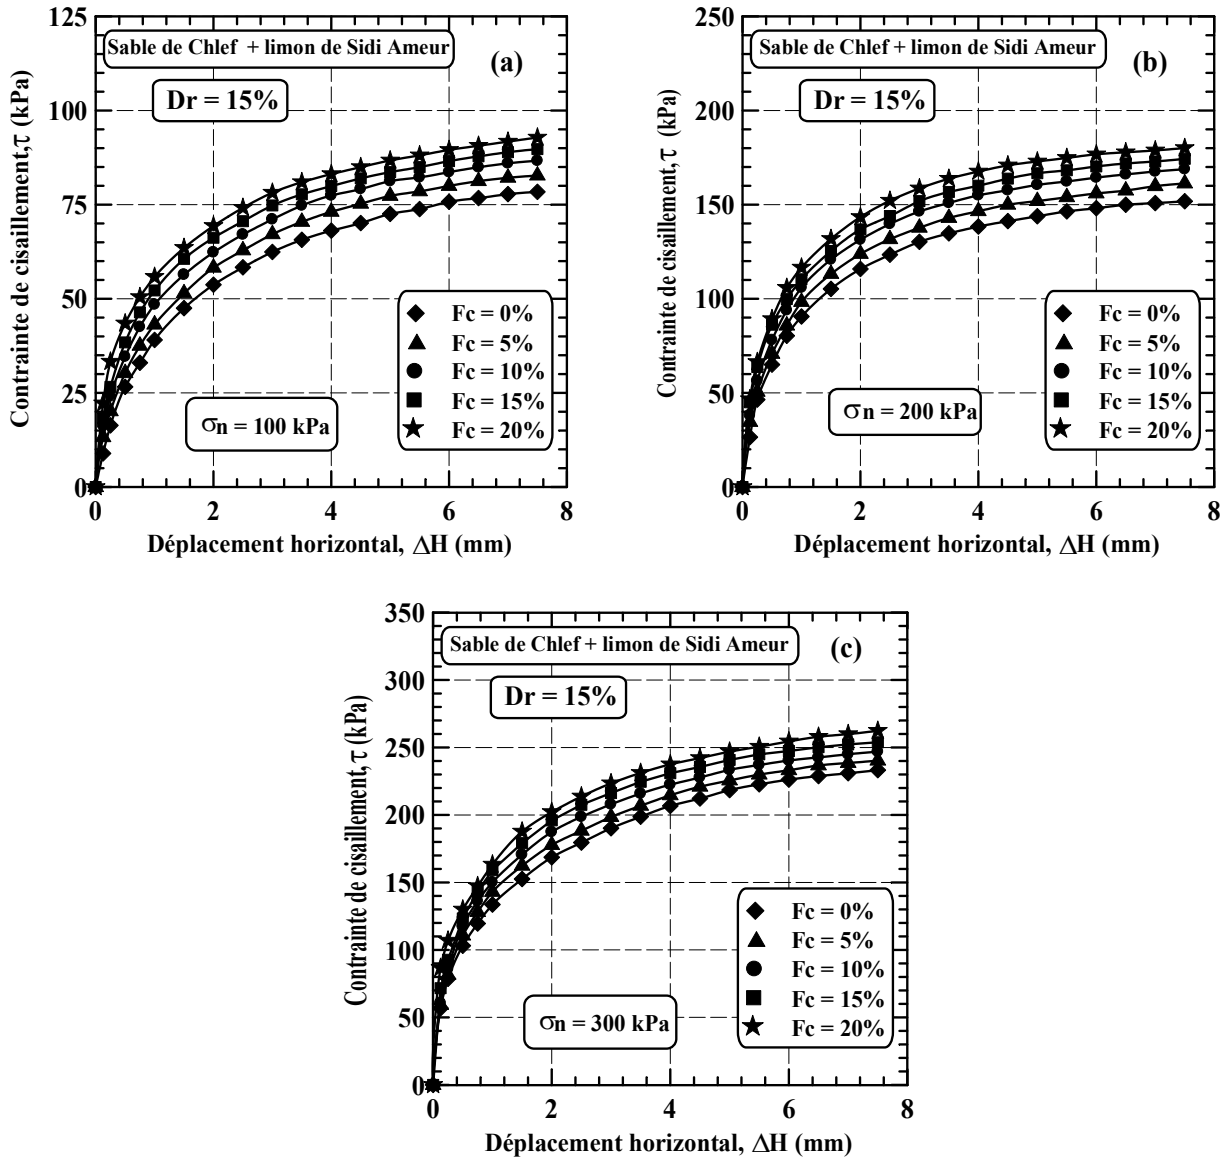 Sable de Chlef + limon de Sidi Ameur
(a)
Dr = 15%
Contrainte de cisaillement,τ (kPa)
125
100
75
50
25
0
Fc = 0%
Fc = 5%
Fc = 10%
Fc = 15%
Fc = 20%
σn = 100 kPa
0 2 4 6 8
Déplacement horizontal, ΔH (mm)
Sable de Chlef + limon de Sidi Ameur
(b)
Dr = 15%
Contrainte de cisaillement,τ (kPa)
250
200
150
100
50
0
Fc = 0%
Fc = 5%
Fc = 10%
Fc = 15%
Fc = 20%
σn = 200 kPa
0 2 4 6 8
Déplacement horizontal, ΔH (mm)
Sable de Chlef + limon de Sidi Ameur
(c)
Dr = 15%
Contrainte de cisaillement,τ (kPa)
350
300
250
200
150
100
50
0
Fc = 0%
Fc = 5%
Fc = 10%
Fc = 15%
Fc = 20%
σn = 300 kPa
0 2 4 6 8
Déplacement horizontal, ΔH (mm)